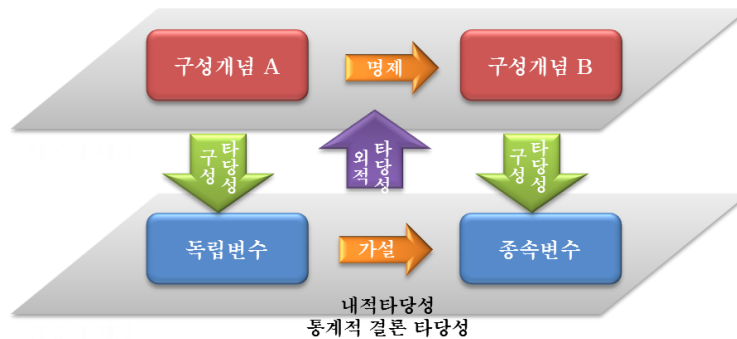 구성개념 A
명제
구성개념 B
구성
타당성
외적
타당성
구성
타당성
독립변수
가설
종속변수
내적타당성
통계적 결론 타당성